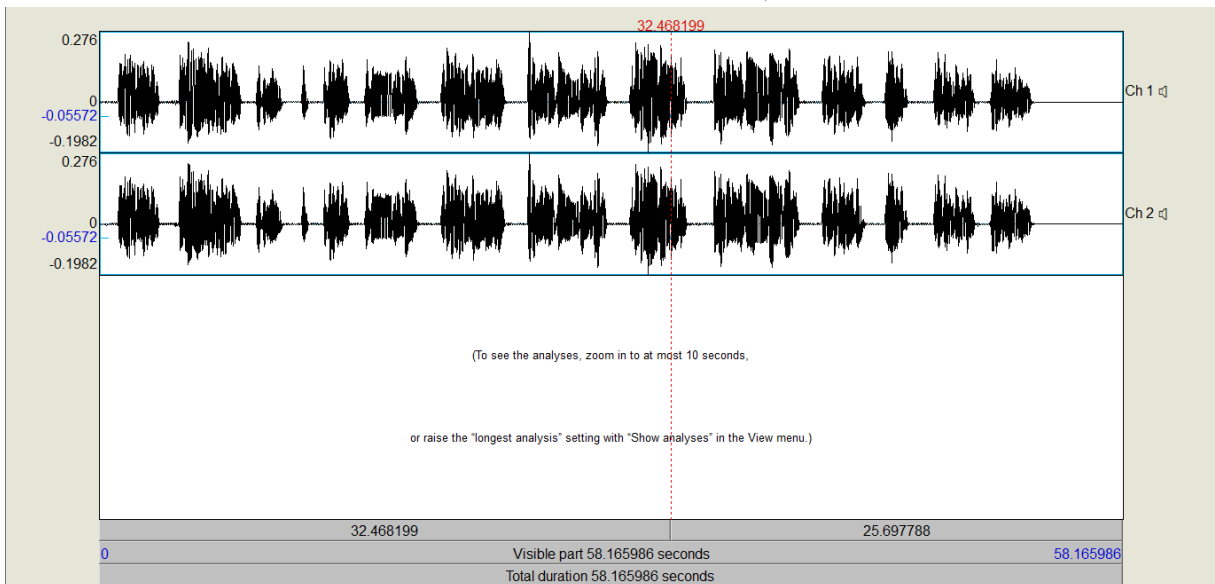 32.468199
0.276
0
-0.05572
-0.1982
Ch 1
0.276
0
-0.05572
-0.1982
Ch 2
(To see the analyses, zoom in to at most 10 seconds,
or raise the “longest analysis” setting with “Show analyses” in the View menu.)
32.468199 25.697788
0 Visible part 58.165986 seconds 58.165986
Total duration 58.165986 seconds